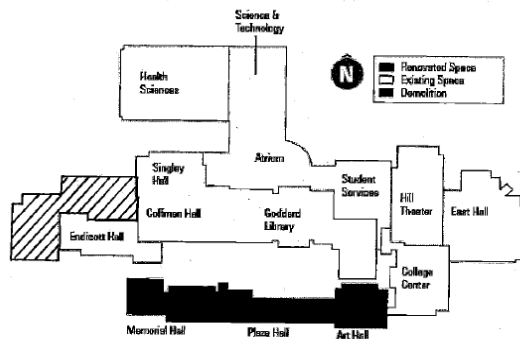 Science &
Technology
Health
Sciences
N
Renovated Space
Existing Space
Demolition
Atrium
Singley
Hall
Student
Services
Hill
Theater
East Hall
Coffman Hall
Goddard
Library
Endicott Hall
College
Center
Memorial Hall
Plaza Hall
Art Hall